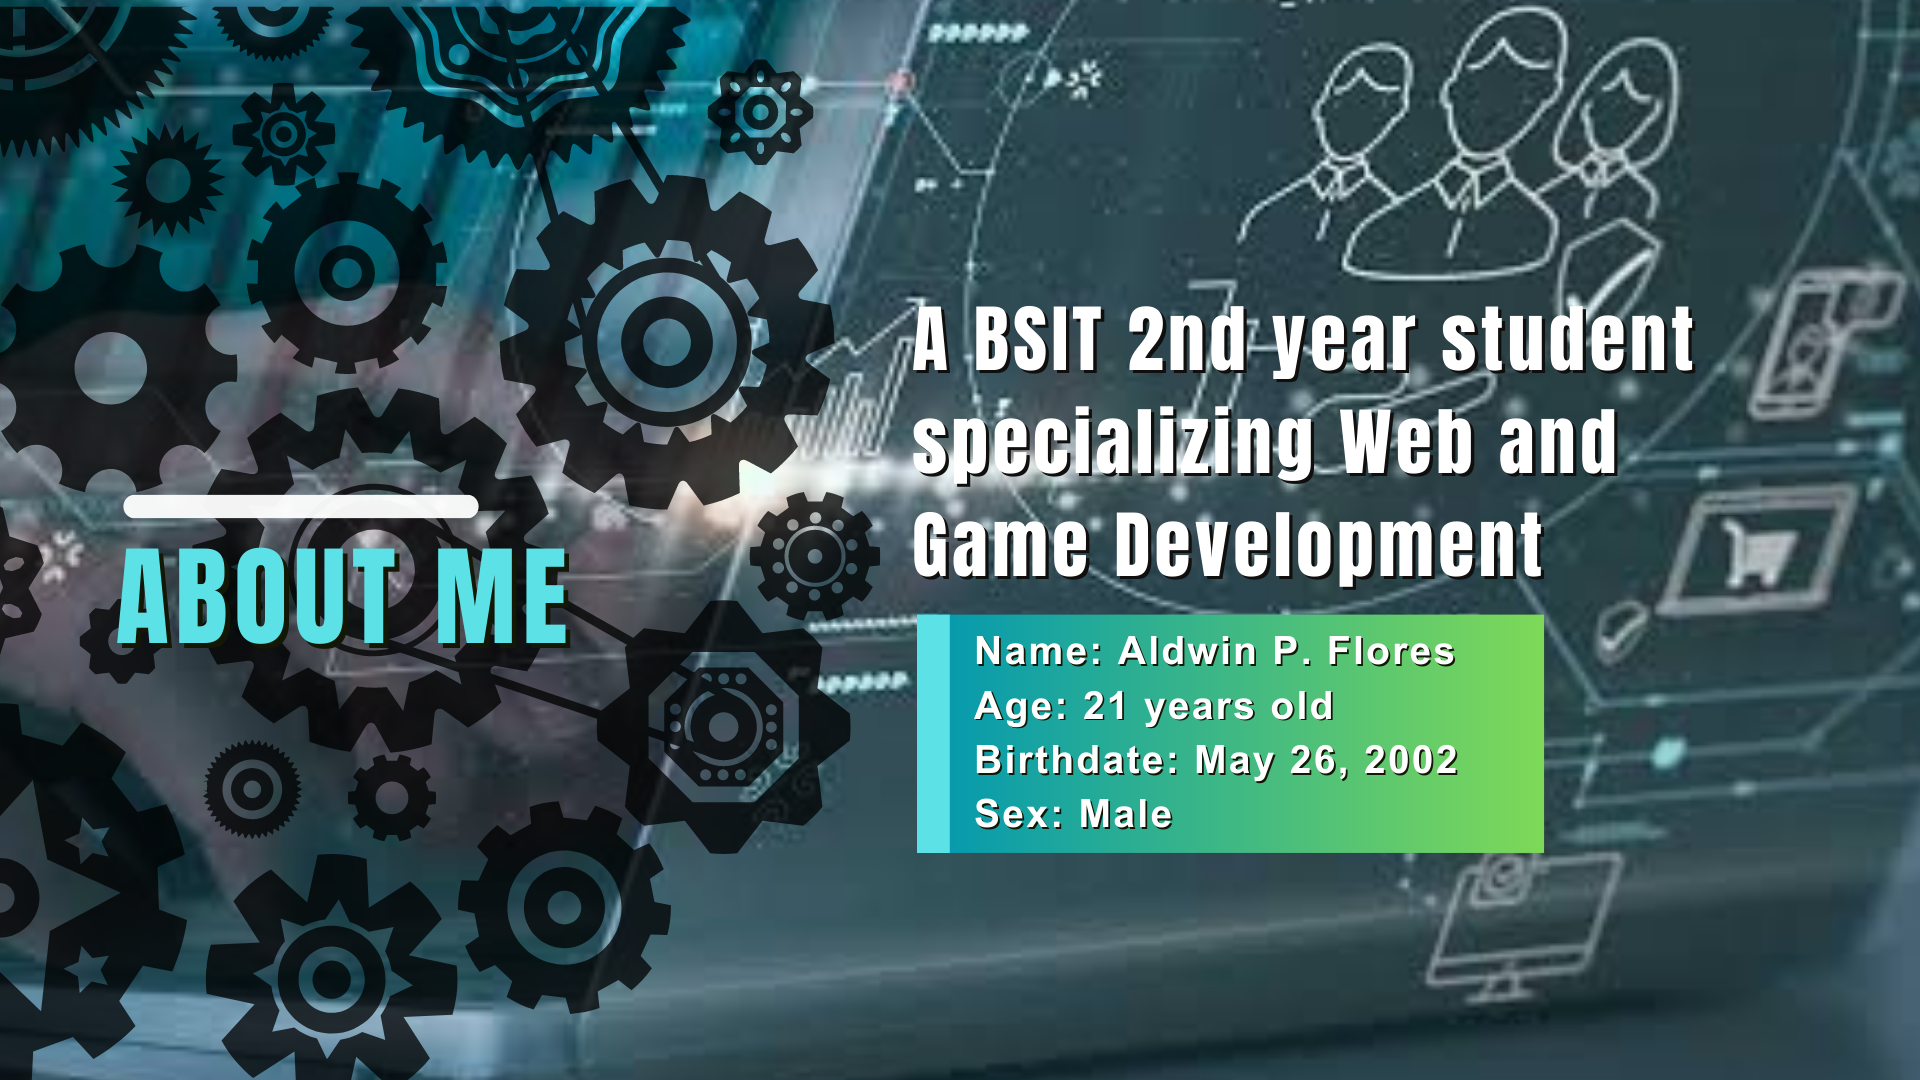 ABOUT ME
A BSIT 2nd year student
specializing Web and
Game Development
Name: Aldwin P. Flores
Age: 21 years old
Birthdate: May 26, 2002
Sex: Male